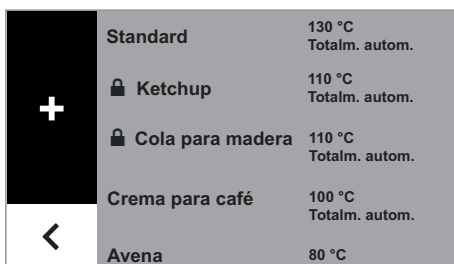 Standard 130 °C
Totalm. autom.
Ketchup 110 °C
Totalm. autom.
Cola para madera 110 °C
Totalm. autom.
Crema para café 100 °C
Totalm. autom.
Avena 80 °C